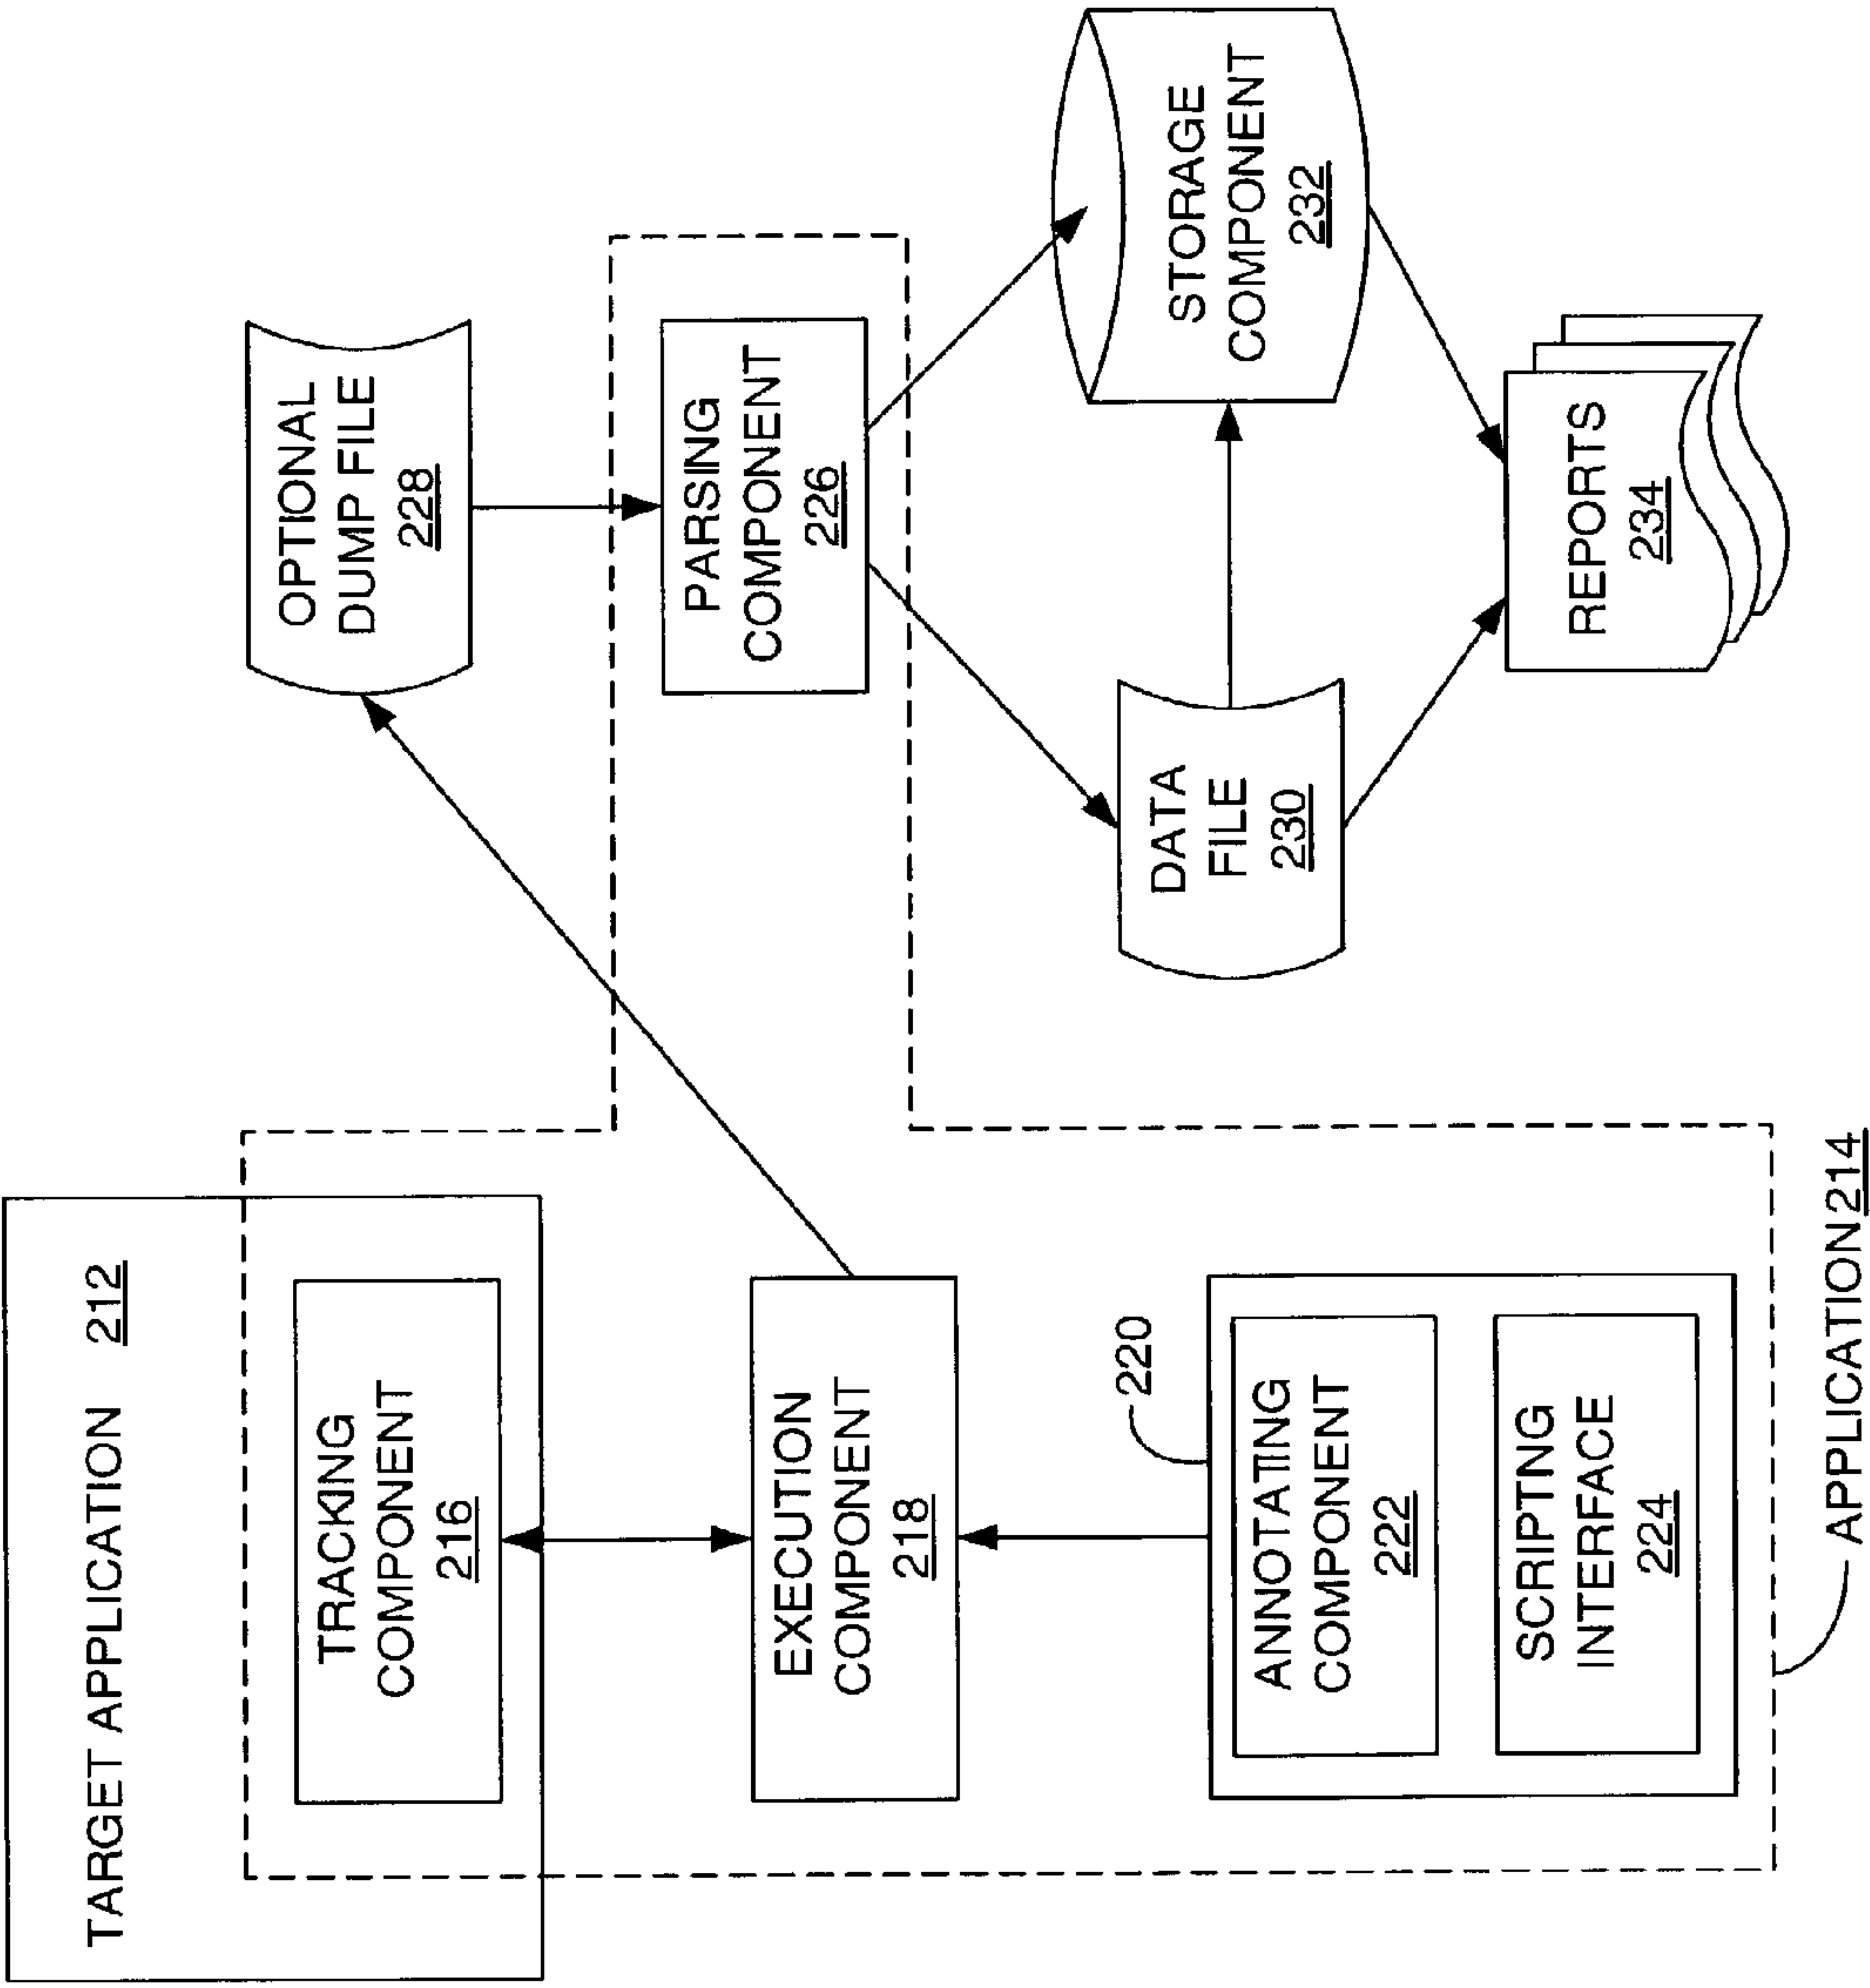 TARGET APPLICATION 212
TRACKING
COMPONENT
216
EXECUTION
COMPONENT
218
220
ANNOTATING
COMPONENT
222
SCRIPTING
INTERFACE
224
APPLICATION 214
OPTIONAL
DUMP FILE
228
PARSING
COMPONENT
226
DATA
FILE
230
STORAGE
COMPONENT
232
REPORTS
234